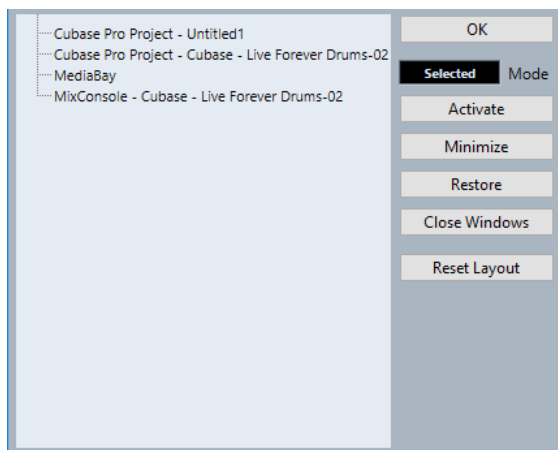 Cubase Pro Project - Untitled1
Cubase Pro Project - Cubase - Live Forever Drums-02
MediaBay
MixConsole - Cubase - Live Forever Drums-02
OK
Selected Mode
Activate
Minimize
Restore
Close Windows
Reset Layout